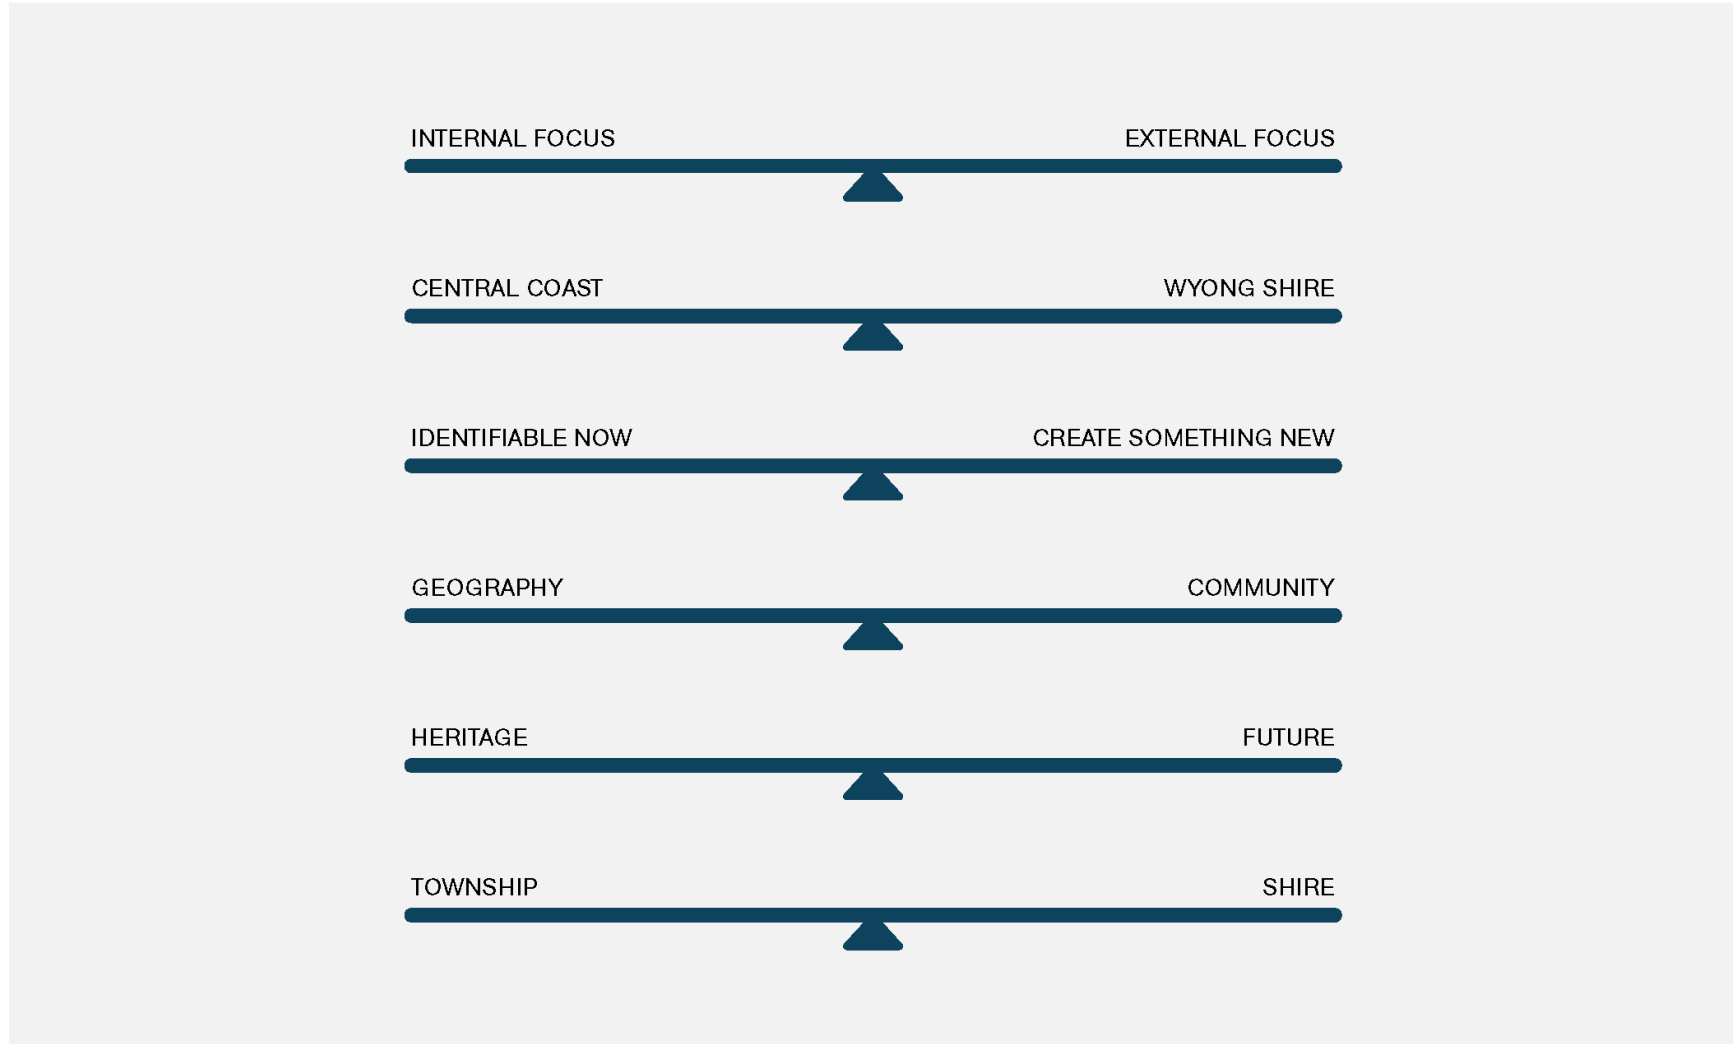 INTERNAL FOCUS EXTERNAL FOCUS
CENTRAL COAST WYONG SHIRE
IDENTIFIABLE NOW CREATE SOMETHING NEW
GEOGRAPHY COMMUNITY
HERITAGE FUTURE
TOWNSHIP SHIRE